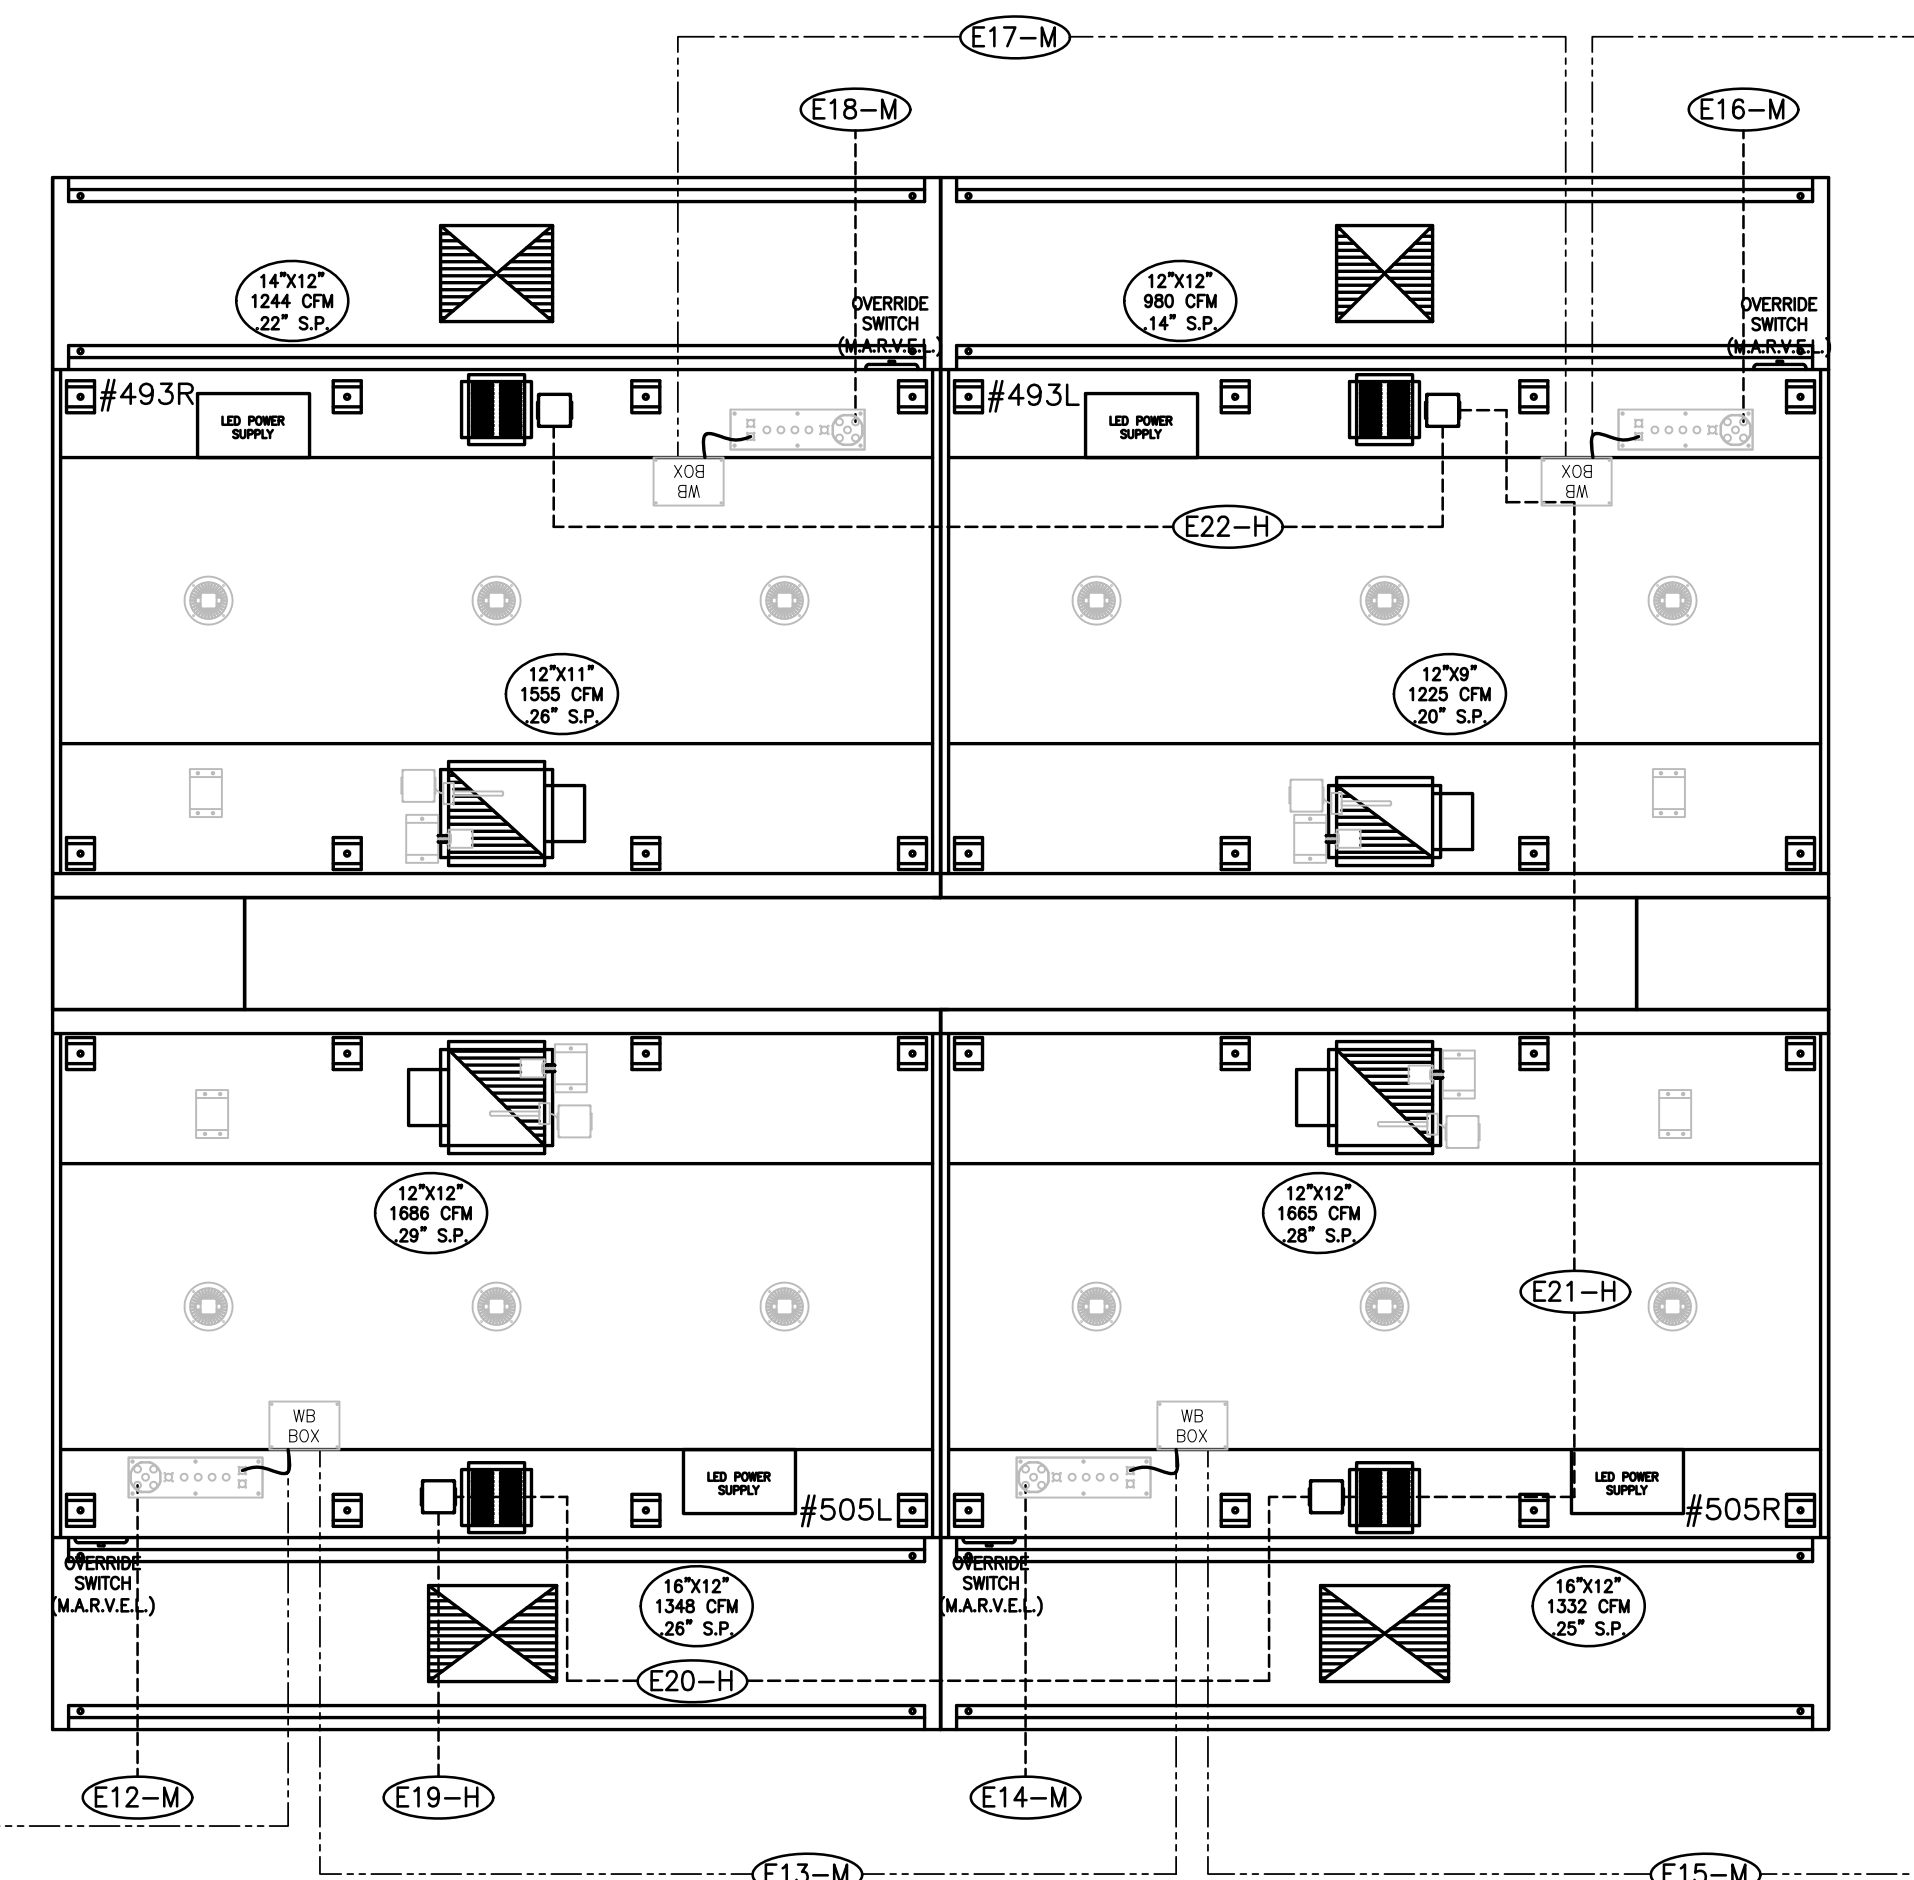 E17-M
E18-M
E16-M
14"X12"
1244 CFM
.22" S.P.
OVERRIDE
SWITCH
(M.A.R.V.E.L.)
12"X12"
980 CFM
.14" S.P.
OVERRIDE
SWITCH
(M.A.R.V.E.L.)
#493R
LED POWER
SUPPLY
WB
BOX
#493L
LED POWER
SUPPLY
WB
BOX
E22-H
12"X11"
1555 CFM
.26" S.P.
12"X9"
1225 CFM
.20" S.P.
12"X12"
1686 CFM
.29" S.P.
12"X12"
1665 CFM
.28" S.P.
E21-H
WB
BOX
LED POWER
SUPPLY
#505L
WB
BOX
LED POWER
SUPPLY
#505R
OVERRIDE
SWITCH
(M.A.R.V.E.L.)
16"X12"
1348 CFM
.26" S.P.
OVERRIDE
SWITCH
(M.A.R.V.E.L.)
16"X12"
1332 CFM
.25" S.P.
E20-H
E12-M
E19-H
E14-M
E13-M
E15-M